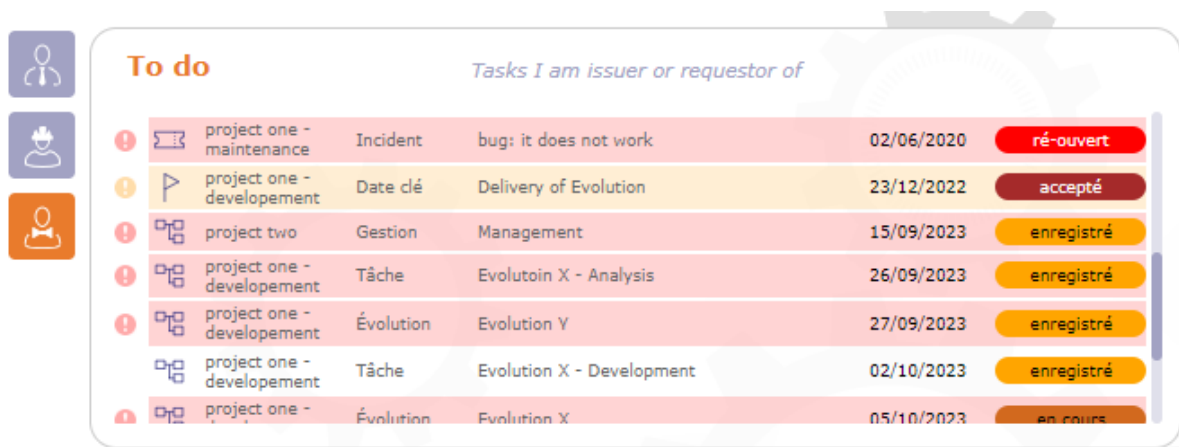 To do
Tasks I am issuer or requestor of
project one -
maintenance Incident bug: it does not work 02/06/2020 ré-ouvert
project one -
developement Date clé Delivery of Evolution 23/12/2022 accepté
project two Gestion Management 15/09/2023 enregistré
project one -
developement Tâche Evolutoin X - Analysis 26/09/2023 enregistré
project one -
developement Évolution Evolution Y 27/09/2023 enregistré
project one -
developement Tâche Evolution X - Development 02/10/2023 enregistré
project one -
Évolution Evolution X 05/10/2023 en cours